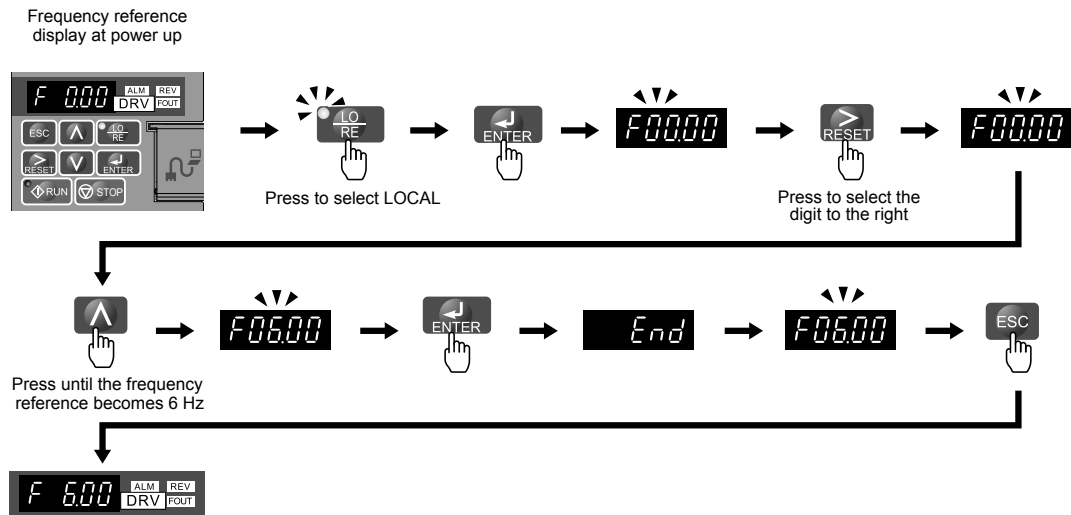 Frequency reference
display at power up
F 0.00
ALM REV
DRV FOUT
ESC LO
RE
RESET ENTER
RUN STOP
LO
RE
Press to select LOCAL
ENTER
F00.00
RESET
Press to select the
digit to the right
F00.00
Press until the frequency
reference becomes 6 Hz
F06.00
ENTER
End
F06.00
ESC
F 6.00
ALM REV
DRV FOUT